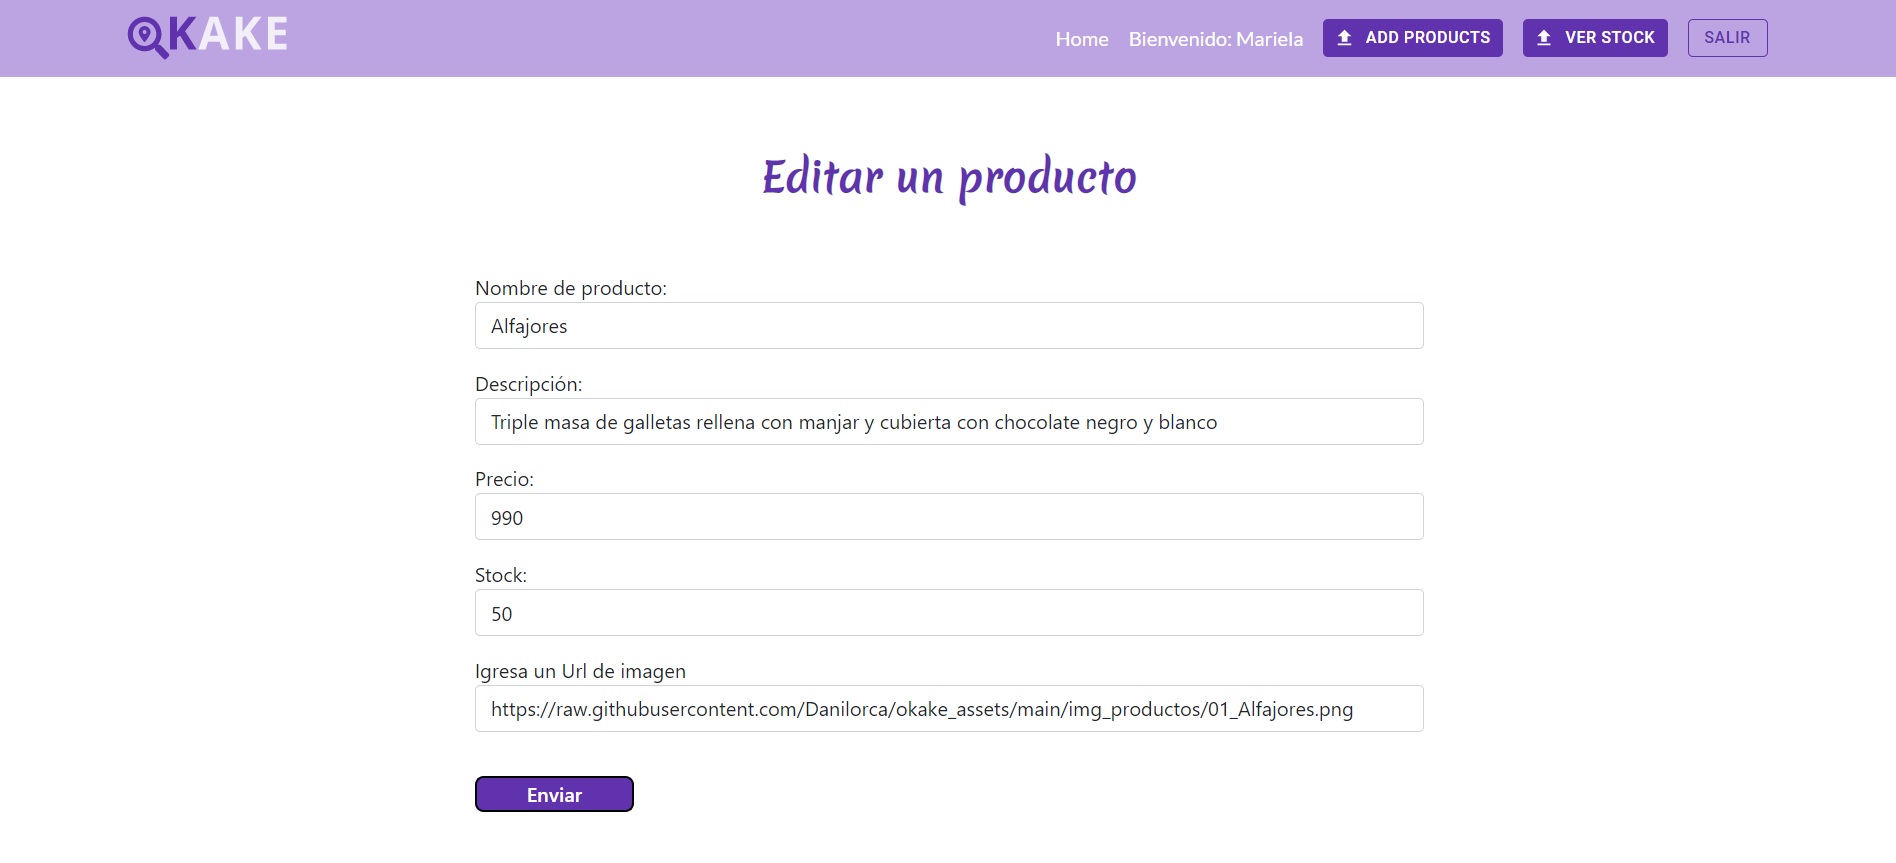 KAKE
Home Bienvenido: Mariela ADD PRODUCTS VER STOCK SALIR
Editar un producto
Nombre de producto:
Alfajores
Descripción:
Triple masa de galletas rellena con manjar y cubierta con chocolate negro y blanco
Precio:
990
Stock:
50
Igresa un Url de imagen
https://raw.githubusercontent.com/Danilorca/okake_assets/main/img_productos/01_Alfajores.png
Enviar